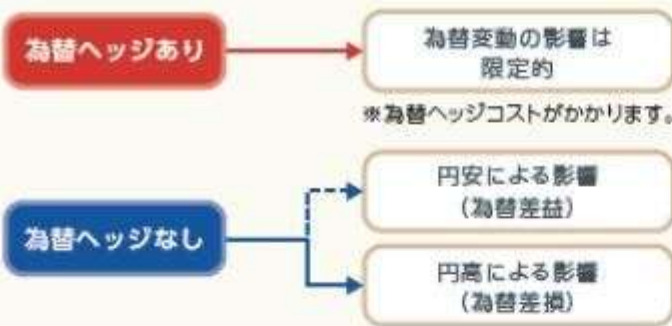 為替ヘッジあり
為替変動の影響は
限定的
※為替ヘッジコストがかかります。
為替ヘッジなし
円安による影響
(為替差益)
円高による影響
(為替差損)